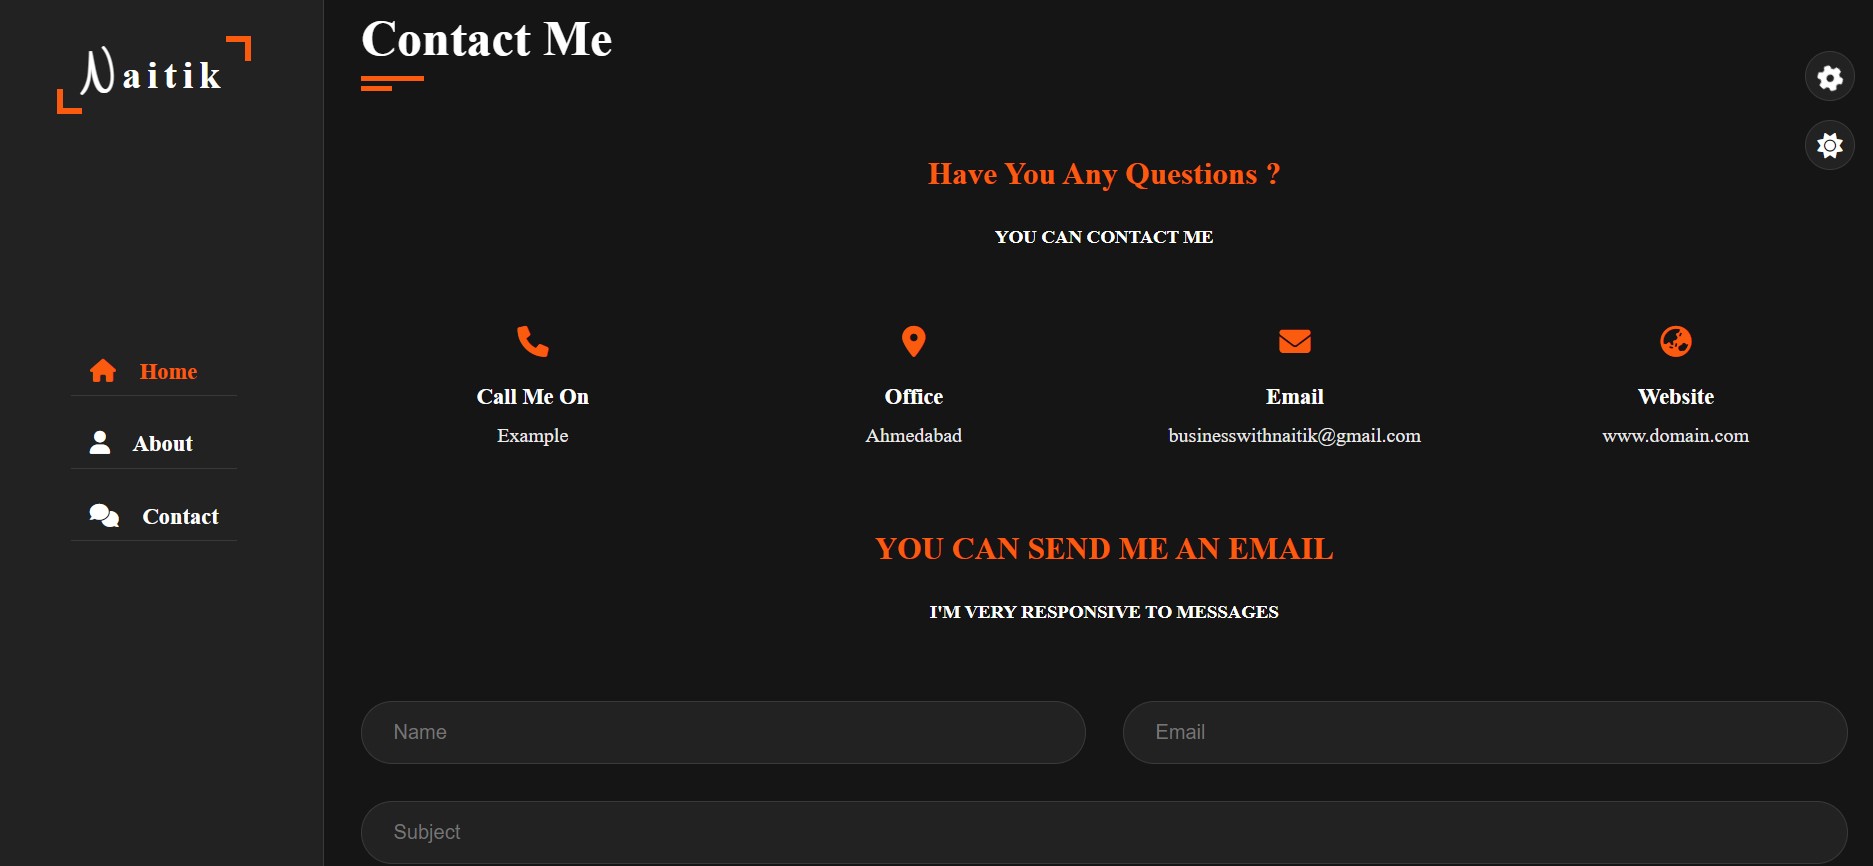 Naitik
Home
About
Contact
Contact Me
Have You Any Questions ?
YOU CAN CONTACT ME
Call Me On
Example
Office
Ahmedabad
Email
businesswithnaitik@gmail.com
Website
www.domain.com
YOU CAN SEND ME AN EMAIL
I'M VERY RESPONSIVE TO MESSAGES
Name
Email
Subject